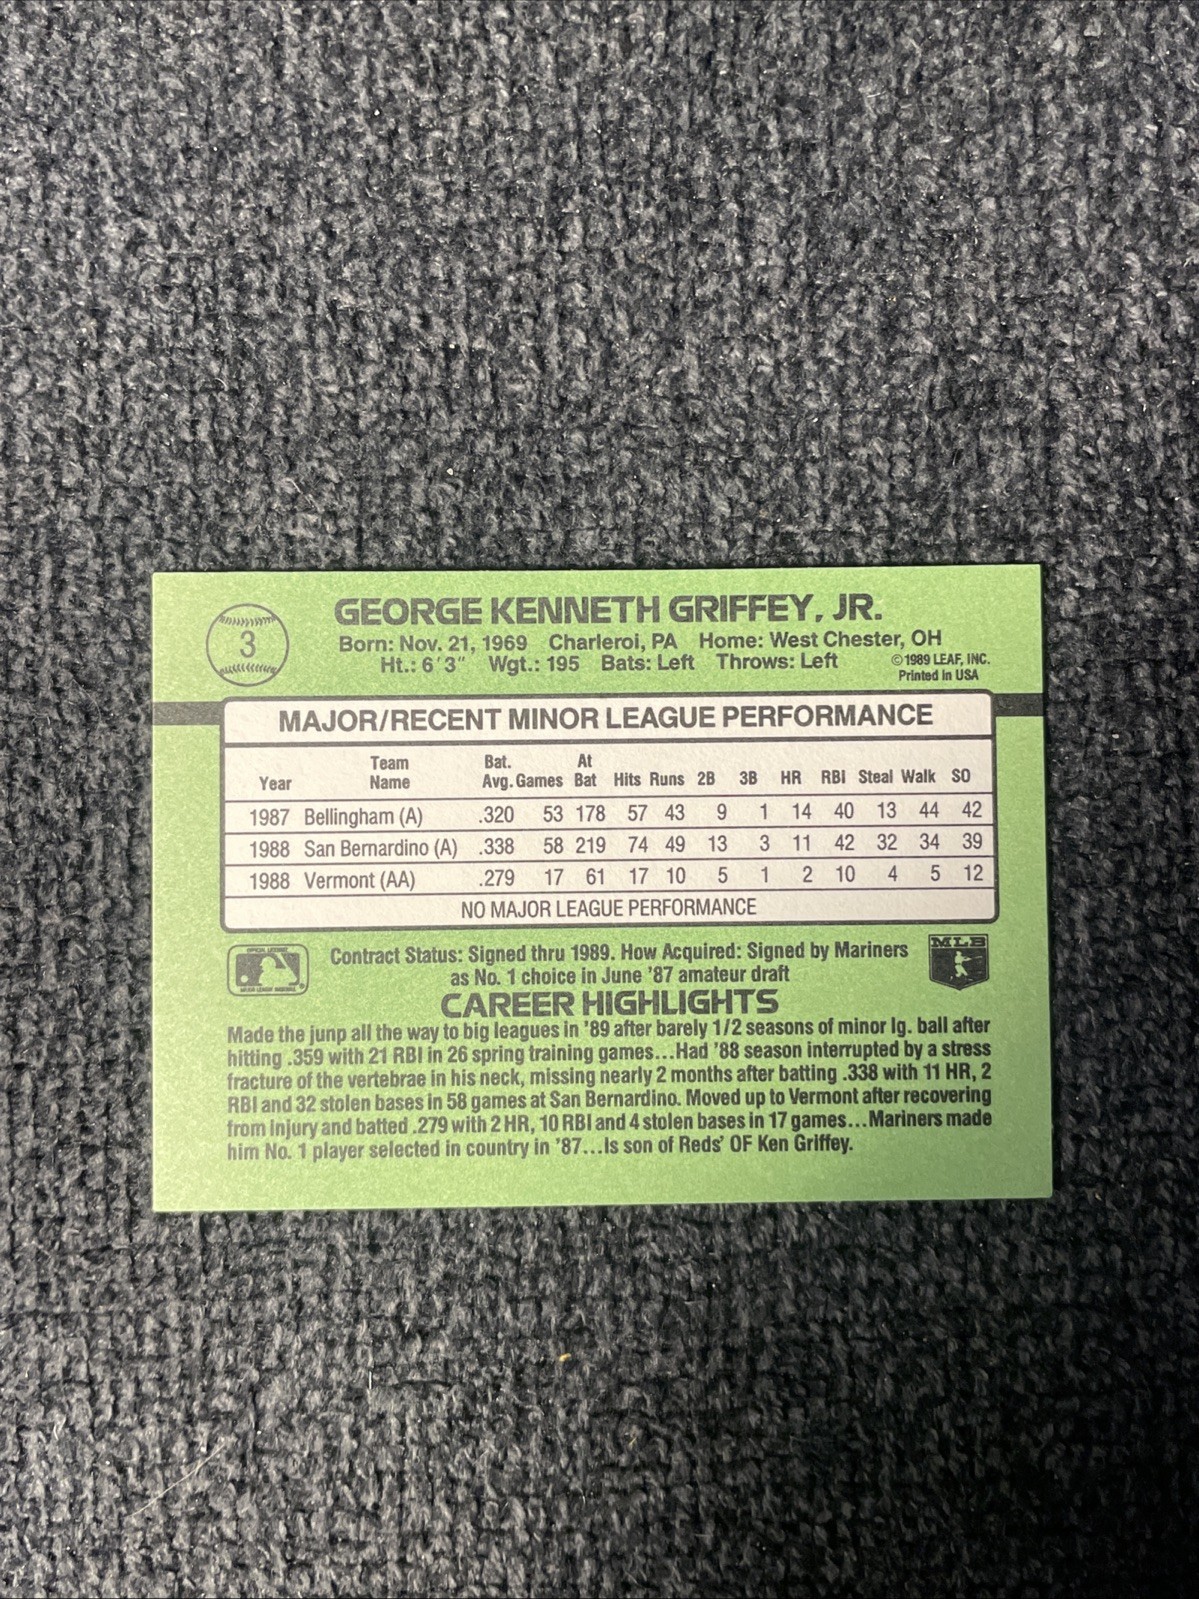 3
GEORGE KENNETH GRIFFEY, JR.
Born: Nov. 21, 1969 Charleroi, PA Home: West Chester, OH
Ht.: 6'3" Wgt.: 195 Bats: Left Throws: Left
©1989 LEAF, INC.
Printed in USA
MAJOR/RECENT MINOR LEAGUE PERFORMANCE
Year Team Name Bat. Avg. Games At Bat Hits Runs 2B 3B HR RBI Steal Walk SO
1987 Bellingham (A) .320 53 178 57 43 9 1 14 40 13 44 42
1988 San Bernardino (A) .338 58 219 74 49 13 3 11 42 32 34 39
1988 Vermont (AA) .279 17 61 17 10 5 1 2 10 4 5 12
NO MAJOR LEAGUE PERFORMANCE
Contract Status: Signed thru 1989. How Acquired: Signed by Mariners
as No. 1 choice in June '87 amateur draft
MLB
CAREER HIGHLIGHTS
Made the junp all the way to big leagues in '89 after barely 1/2 seasons of minor lg. ball after
hitting .359 with 21 RBI in 26 spring training games...Had '88 season interrupted by a stress
fracture of the vertebrae in his neck, missing nearly 2 months after batting .338 with 11 HR, 2
RBI and 32 stolen bases in 58 games at San Bernardino. Moved up to Vermont after recovering
from injury and batted .279 with 2 HR, 10 RBI and 4 stolen bases in 17 games...Mariners made
him No. 1 player selected in country in '87...Is son of Reds' OF Ken Griffey.